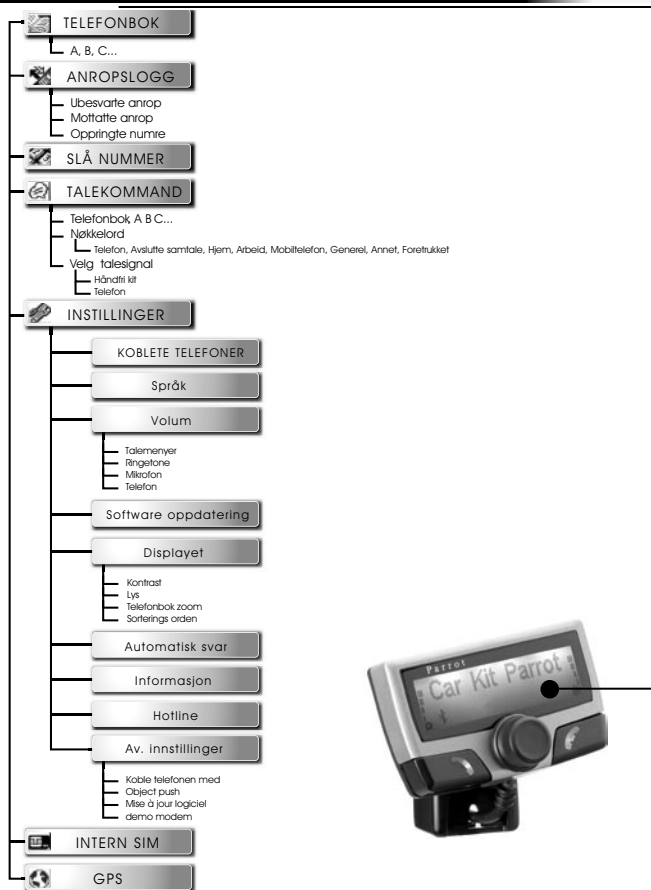 TELEFONBOK
A, B, C...
ANROPSLOGG
Ubesvarte anrop
Mottatte anrop
Oppringte numre
SLÅ NUMMER
TALEKOMMAND
Telefonbok, A B C...
Nøkkelord
Telefon, Avslutte samtale, Hjem, Arbeid, Mobiltelefon, Generel, Annet, Foretrukket
Velg talesignal
Håndfri kit
Telefon
INSTILLINGER
KOBLETE TELEFONER
Språk
Volum
Talemenyer
Ringetone
Mikrofon
Telefon
Software oppdatering
Displayet
Kontrast
Lys
Telefonbok zoom
Sorterings orden
Automatisk svar
Informasjon
Hotline
Av. innstillinger
Koble telefonen med
Object push
Mise à jour logiciel
demo modem
INTERN SIM
GPS
Parrot
Car Kit Parrot